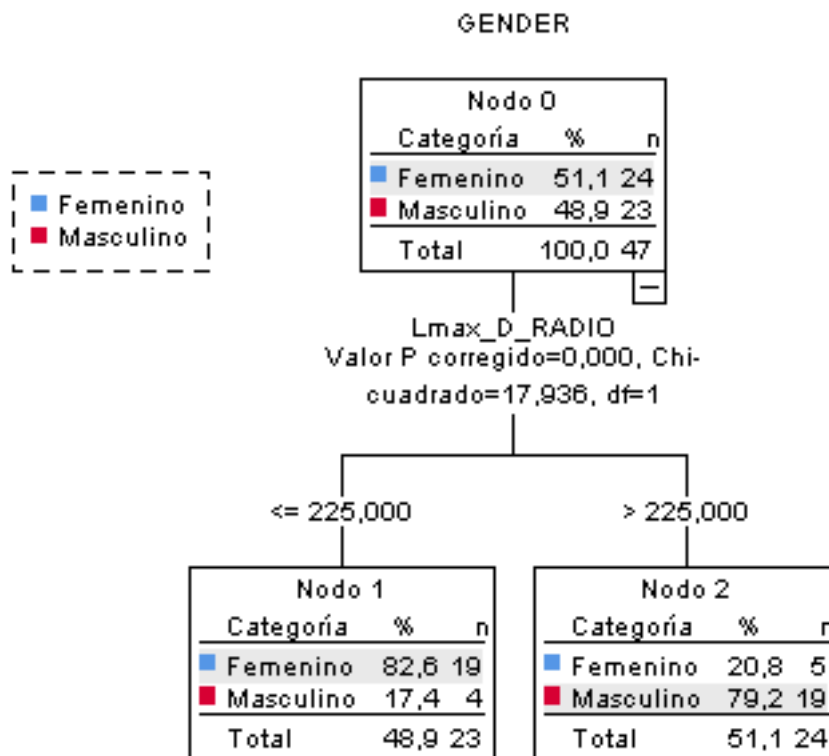 GENDER
Femenino
Masculino
Nodo 0
Categoría % n
Femenino 51,1 24
Masculino 48,9 23
Total 100,0 47
Lmax_D_RADIO
Valor P corregido=0,000, Chi-
cuadrado=17,936, df=1
<= 225,000
> 225,000
Nodo 1
Categoría % n
Femenino 82,6 19
Masculino 17,4 4
Total 48,9 23
Nodo 2
Categoría % n
Femenino 20,8 5
Masculino 79,2 19
Total 51,1 24